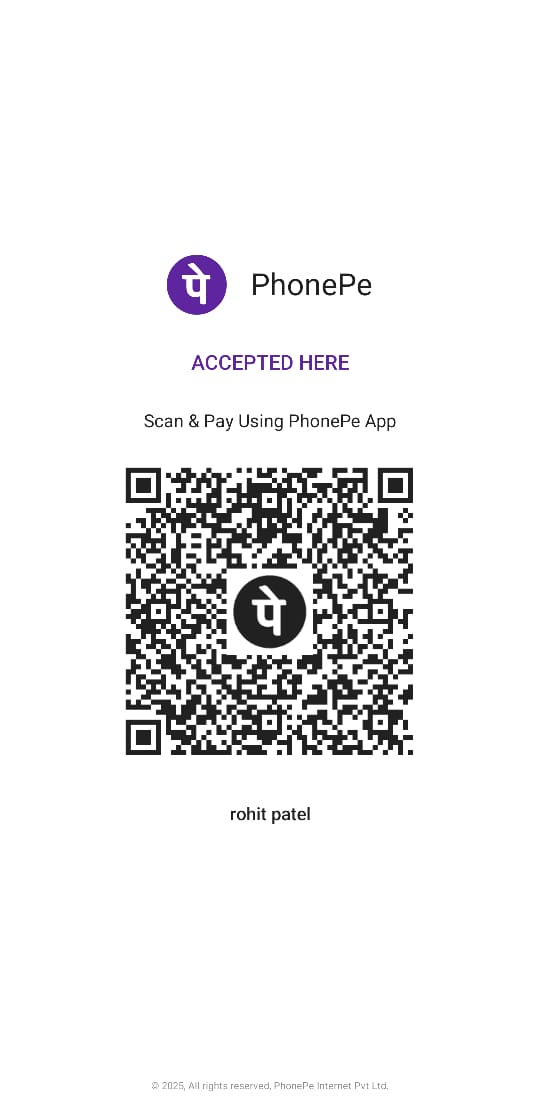 पे PhonePe
ACCEPTED HERE
Scan & Pay Using PhonePe App
पे
rohit patel
© 2025, All rights reserved, PhonePe Internet Pvt Ltd.